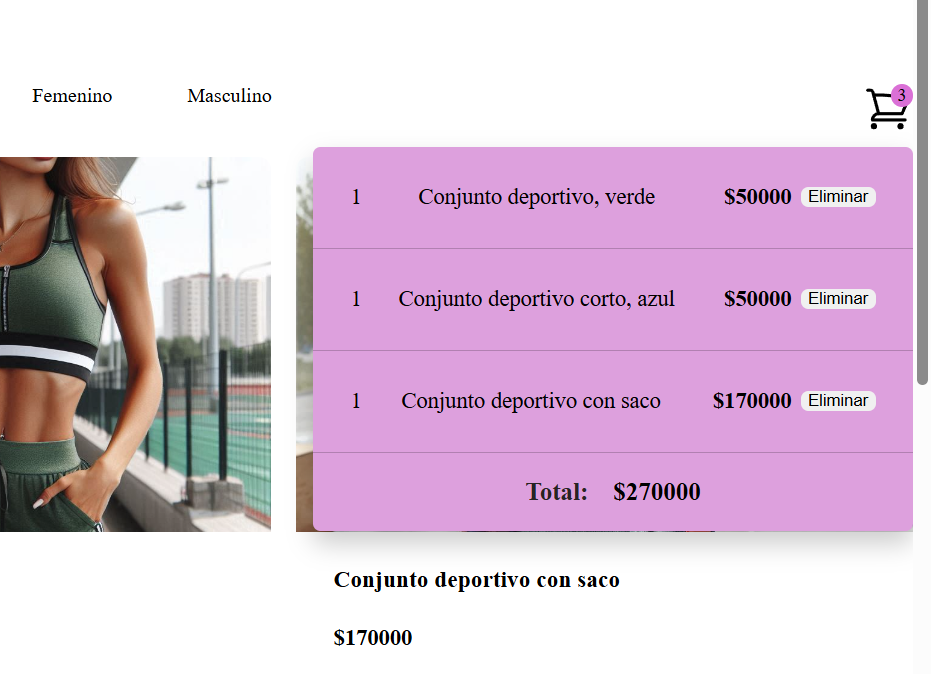 Femenino Masculino 3
1 Conjunto deportivo, verde $50000 Eliminar
1 Conjunto deportivo corto, azul $50000 Eliminar
1 Conjunto deportivo con saco $170000 Eliminar
Total: $270000
Conjunto deportivo con saco
$170000